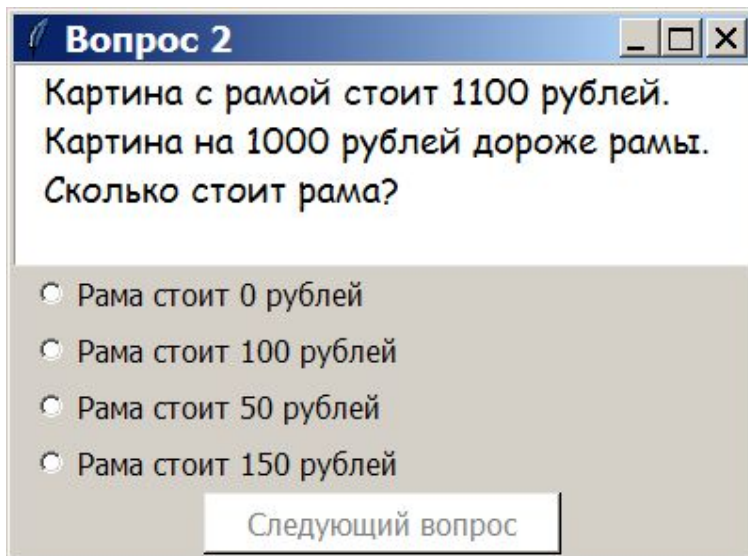 Вопрос 2
Картина с рамой стоит 1100 рублей.
Картина на 1000 рублей дороже рамы.
Сколько стоит рама?
Рама стоит 0 рублей
Рама стоит 100 рублей
Рама стоит 50 рублей
Рама стоит 150 рублей
Следующий вопрос